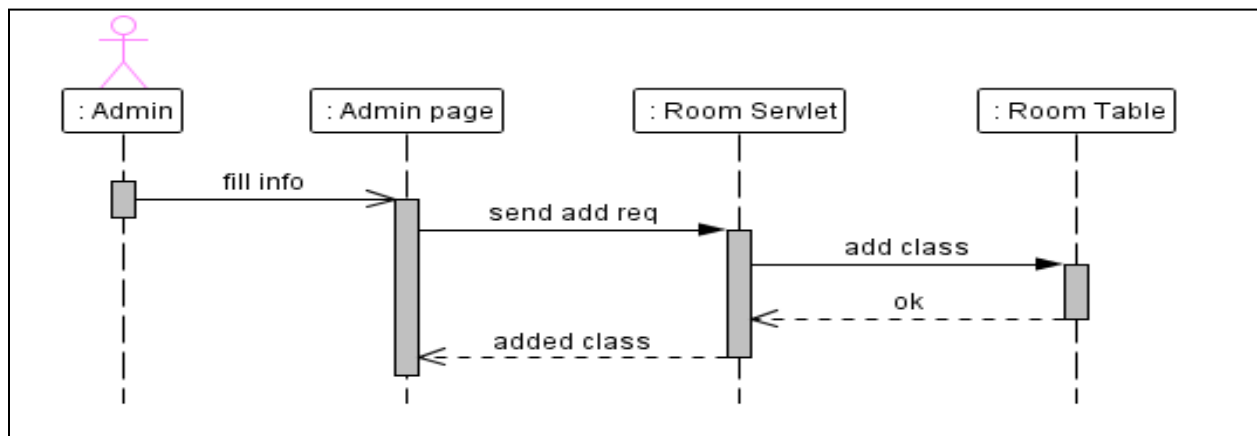 : Admin
: Admin page
: Room Servlet
: Room Table
fill info
send add req
add class
ok
added class